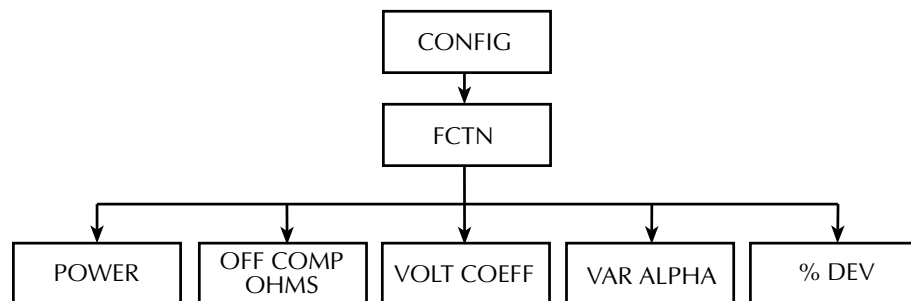 CONFIG
FCTN
POWER
OFF COMP
OHMS
VOLT COEFF
VAR ALPHA
% DEV